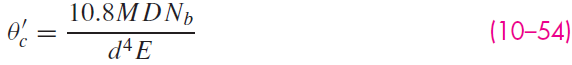 θ′c = 10.8MDNb / d⁴E (10–54)